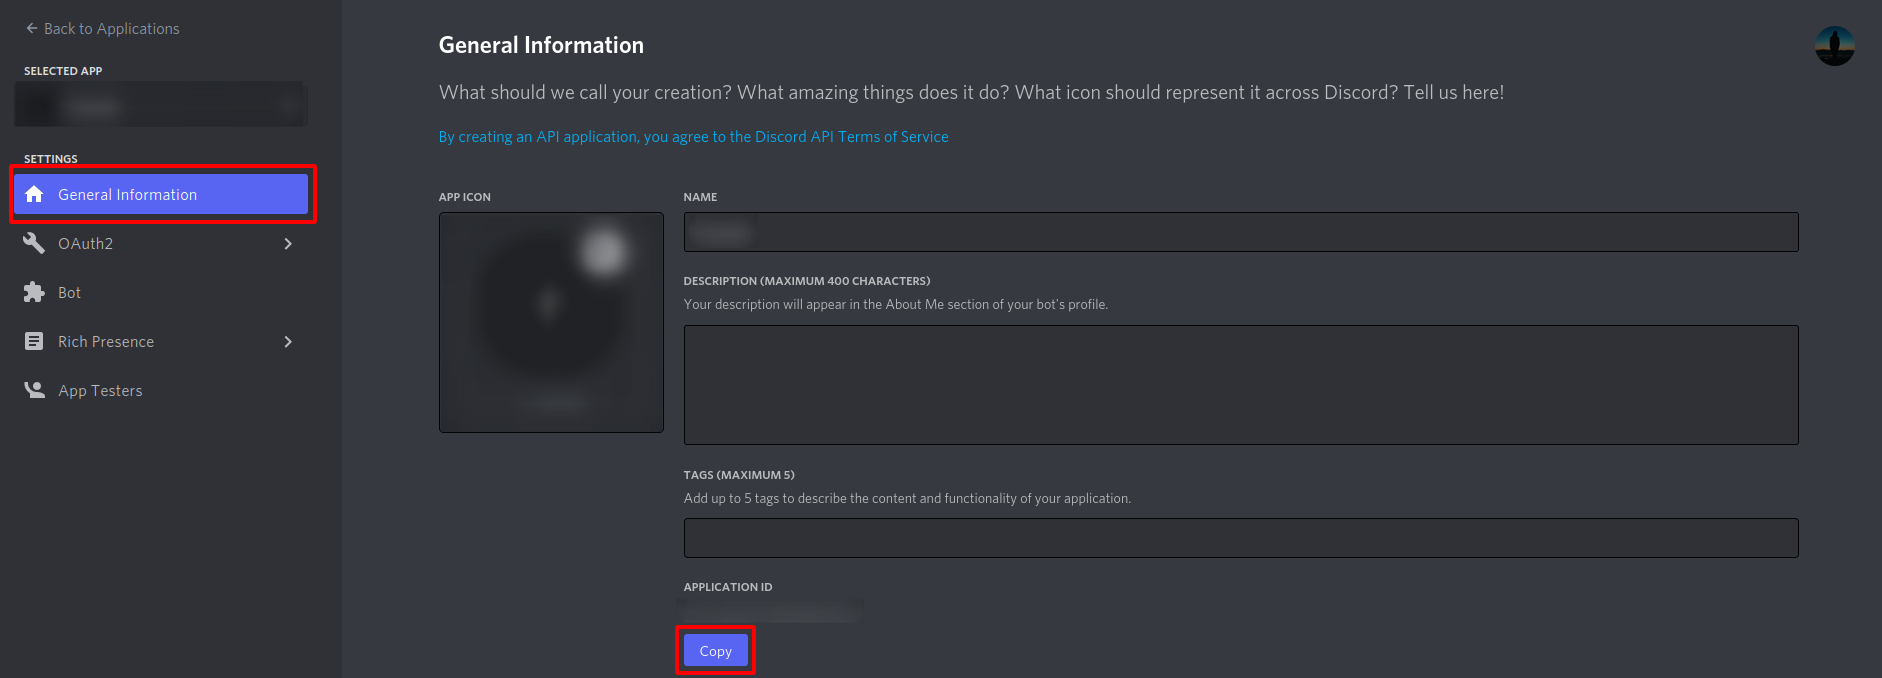 Back to Applications
SELECTED APP
SETTINGS
General Information
OAuth2
Bot
Rich Presence
App Testers
General Information
What should we call your creation? What amazing things does it do? What icon should represent it across Discord? Tell us here!
By creating an API application, you agree to the Discord API Terms of Service
APP ICON
NAME
DESCRIPTION (MAXIMUM 400 CHARACTERS)
Your description will appear in the About Me section of your bot's profile.
TAGS (MAXIMUM 5)
Add up to 5 tags to describe the content and functionality of your application.
APPLICATION ID
Copy